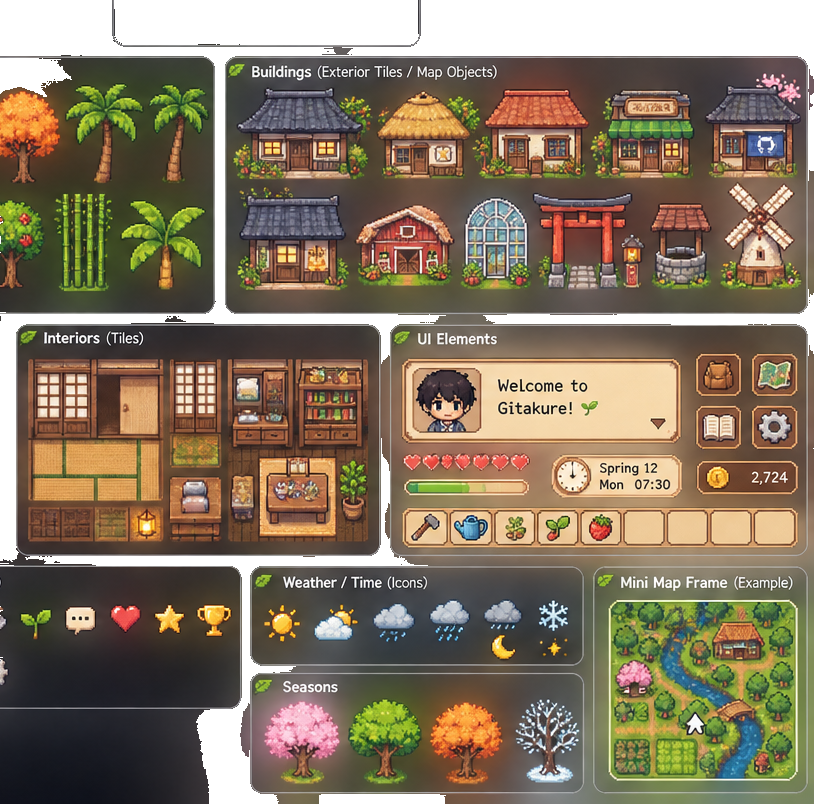 Buildings (Exterior Tiles / Map Objects)
Interiors (Tiles)
UI Elements
Welcome to
Gitakure!
Spring 12
Mon 07:30
2,724
Weather / Time (Icons)
Mini Map Frame (Example)
Seasons